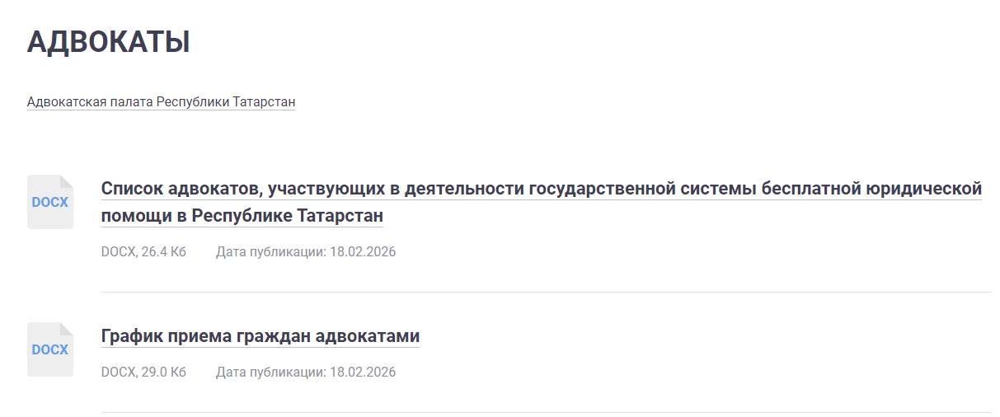 АДВОКАТЫ
Адвокатская палата Республики Татарстан
DOCX
Список адвокатов, участвующих в деятельности государственной системы бесплатной юридической
помощи в Республике Татарстан
DOCX, 26.4 Кб Дата публикации: 18.02.2026
DOCX
График приема граждан адвокатами
DOCX, 29.0 Кб Дата публикации: 18.02.2026